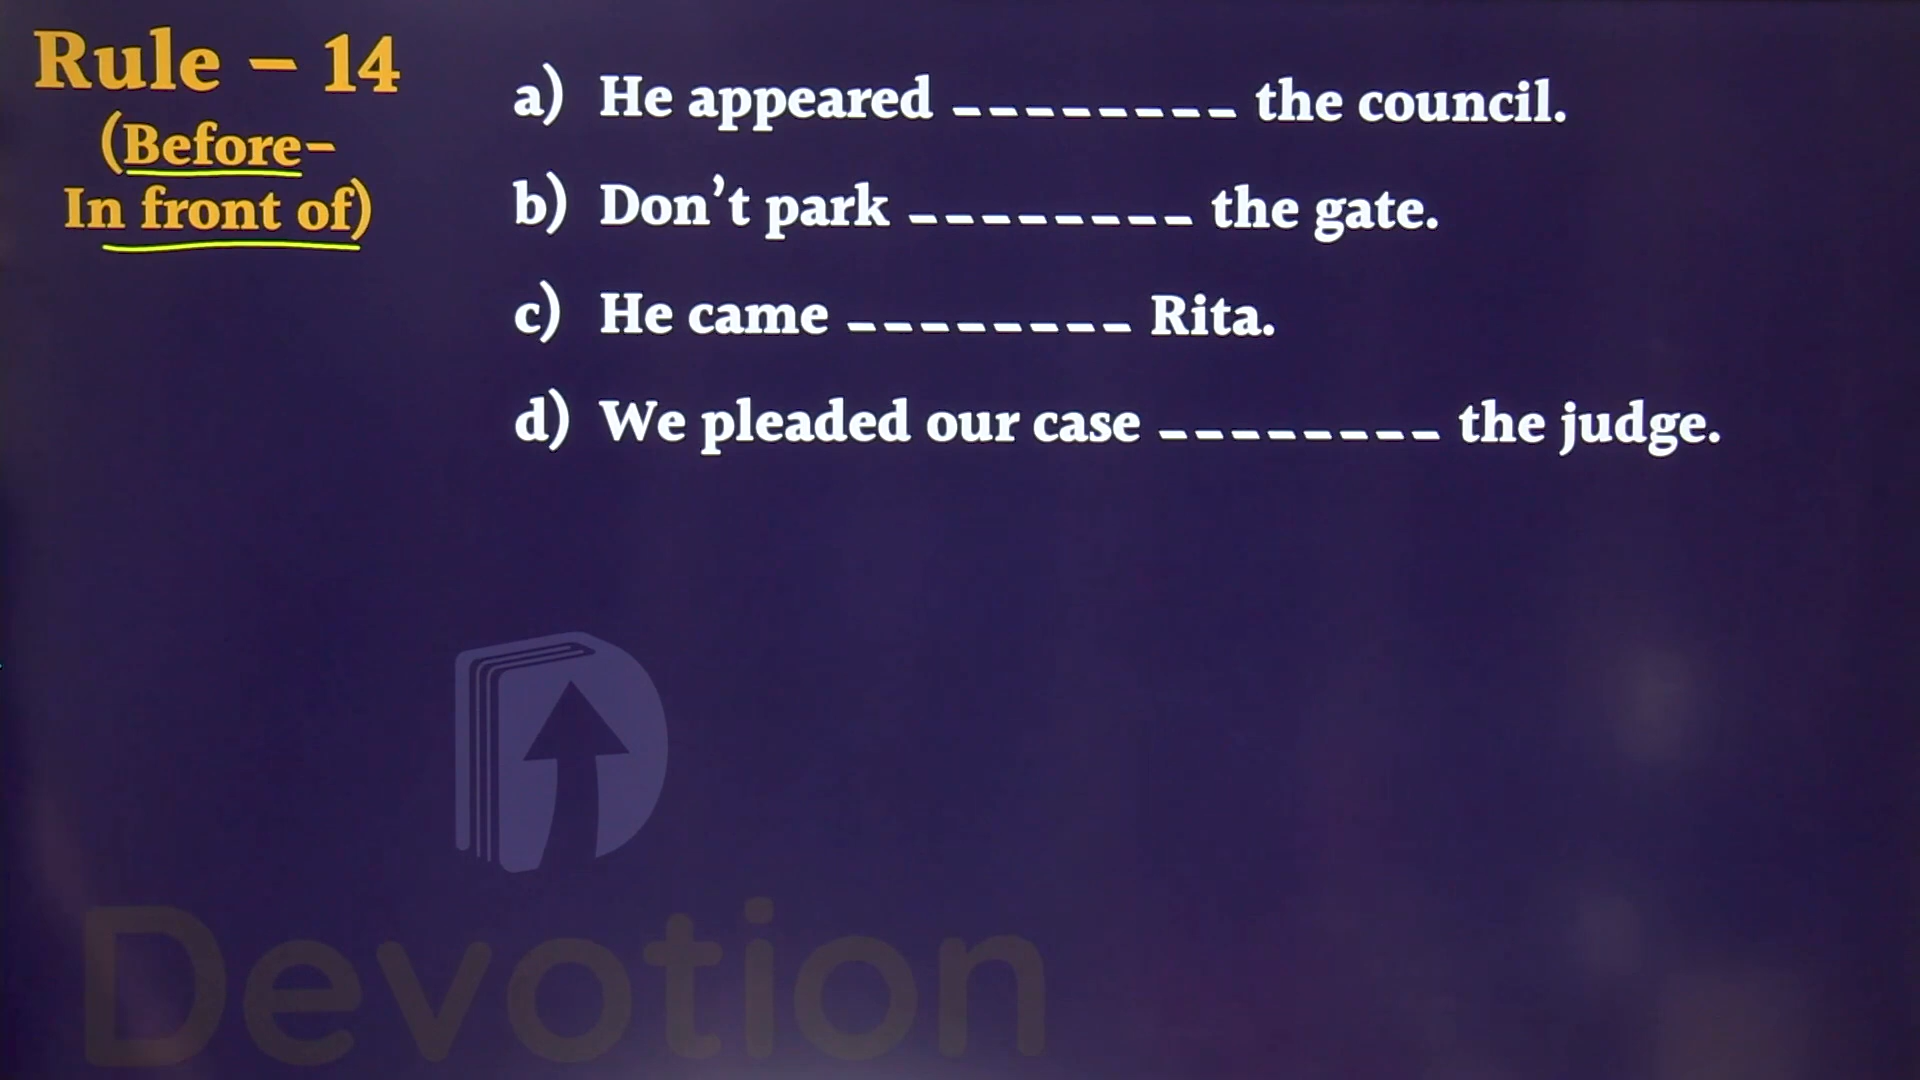 Rule – 14
(Before–
In front of)
a) He appeared -------- the council.
b) Don't park -------- the gate.
c) He came -------- Rita.
d) We pleaded our case -------- the judge.
Devotion